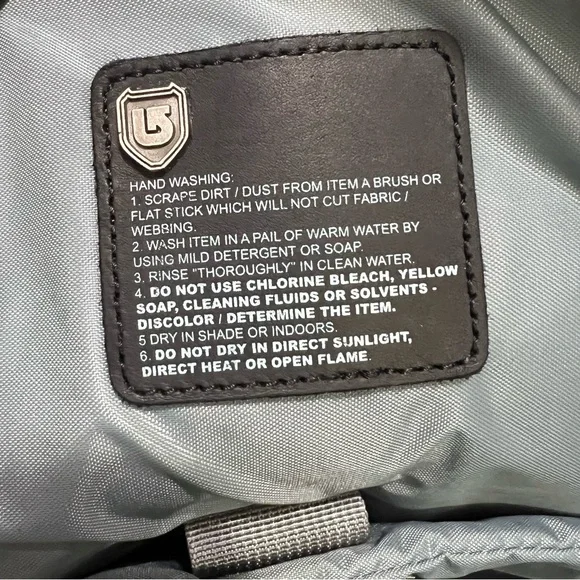 HAND WASHING:
1. SCRAPE DIRT / DUST FROM ITEM A BRUSH OR
FLAT STICK WHICH WILL NOT CUT FABRIC /
WEBBING.
2. WASH ITEM IN A PAIL OF WARM WATER BY
USING MILD DETERGENT OR SOAP.
3. RINSE "THOROUGHLY" IN CLEAN WATER.
4. DO NOT USE CHLORINE BLEACH, YELLOW
SOAP, CLEANING FLUIDS OR SOLVENTS -
DISCOLOR / DETERMINE THE ITEM.
5 DRY IN SHADE OR INDOORS.
6. DO NOT DRY IN DIRECT SUNLIGHT,
DIRECT HEAT OR OPEN FLAME.